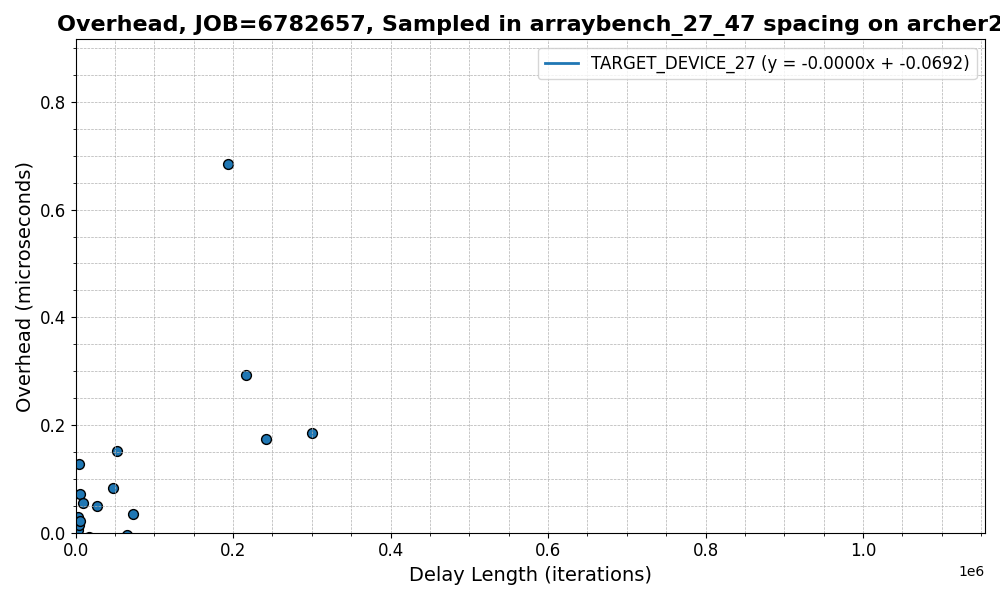 Overhead, JOB=6782657, Sampled in arraybench_27_47 spacing on archer2
TARGET_DEVICE_27 (y = -0.0000x + -0.0692)
Overhead (microseconds)
0.8
0.6
0.4
0.2
0.0
0.0 0.2 0.4 0.6 0.8 1.0
1e6
Delay Length (iterations)